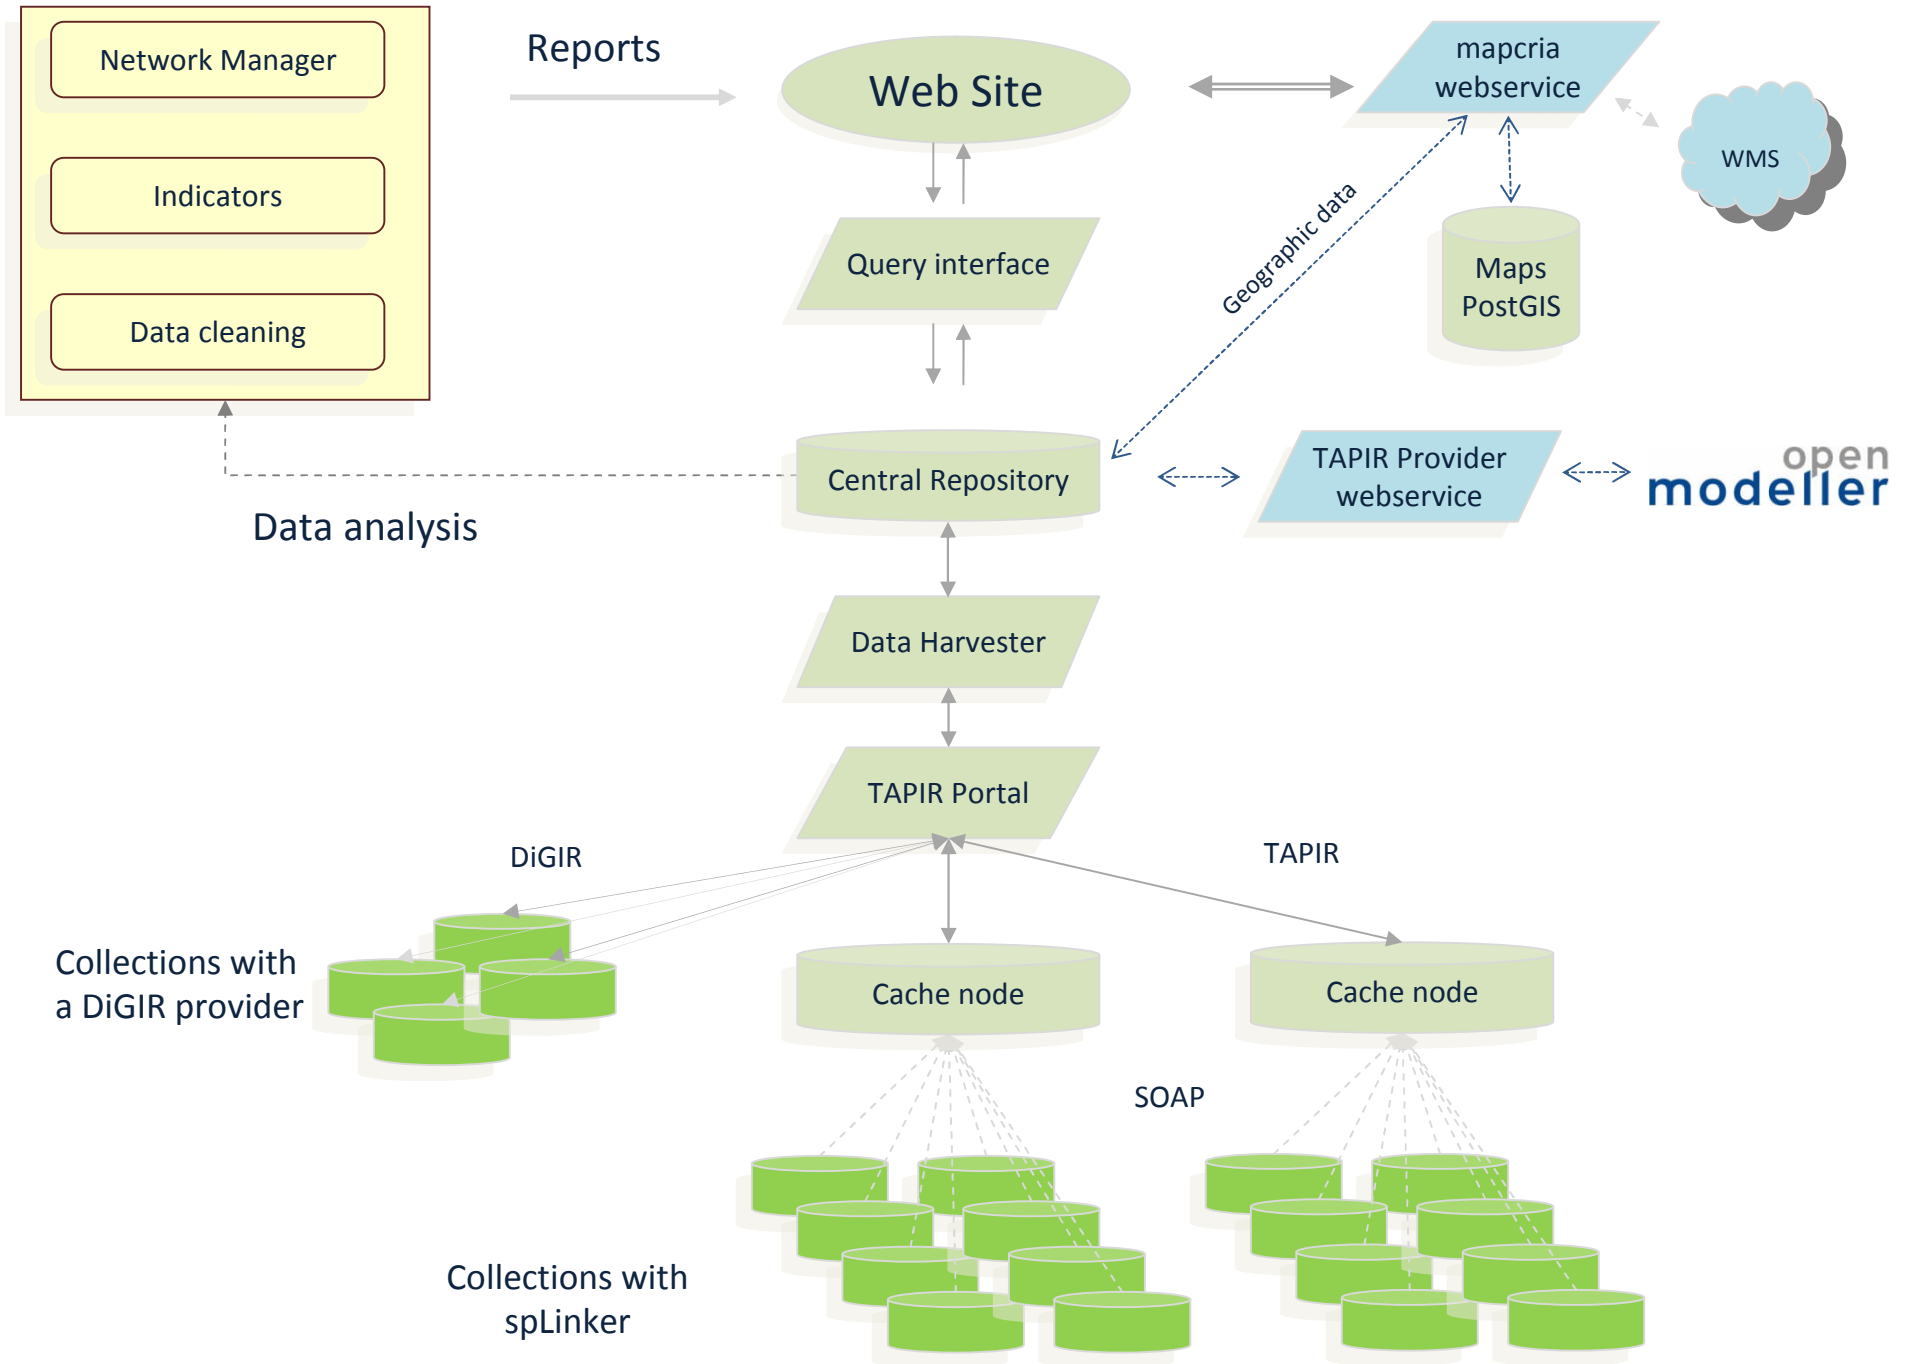 Network Manager
Indicators
Data cleaning
Reports
Web Site
mapcria
webservice
WMS
Query interface
Geographic data
Maps
PostGIS
Central Repository
TAPIR Provider
webservice
open
modeller
Data analysis
Data Harvester
TAPIR Portal
DiGIR
TAPIR
Collections with
a DiGIR provider
Cache node
Cache node
SOAP
Collections with
spLinker